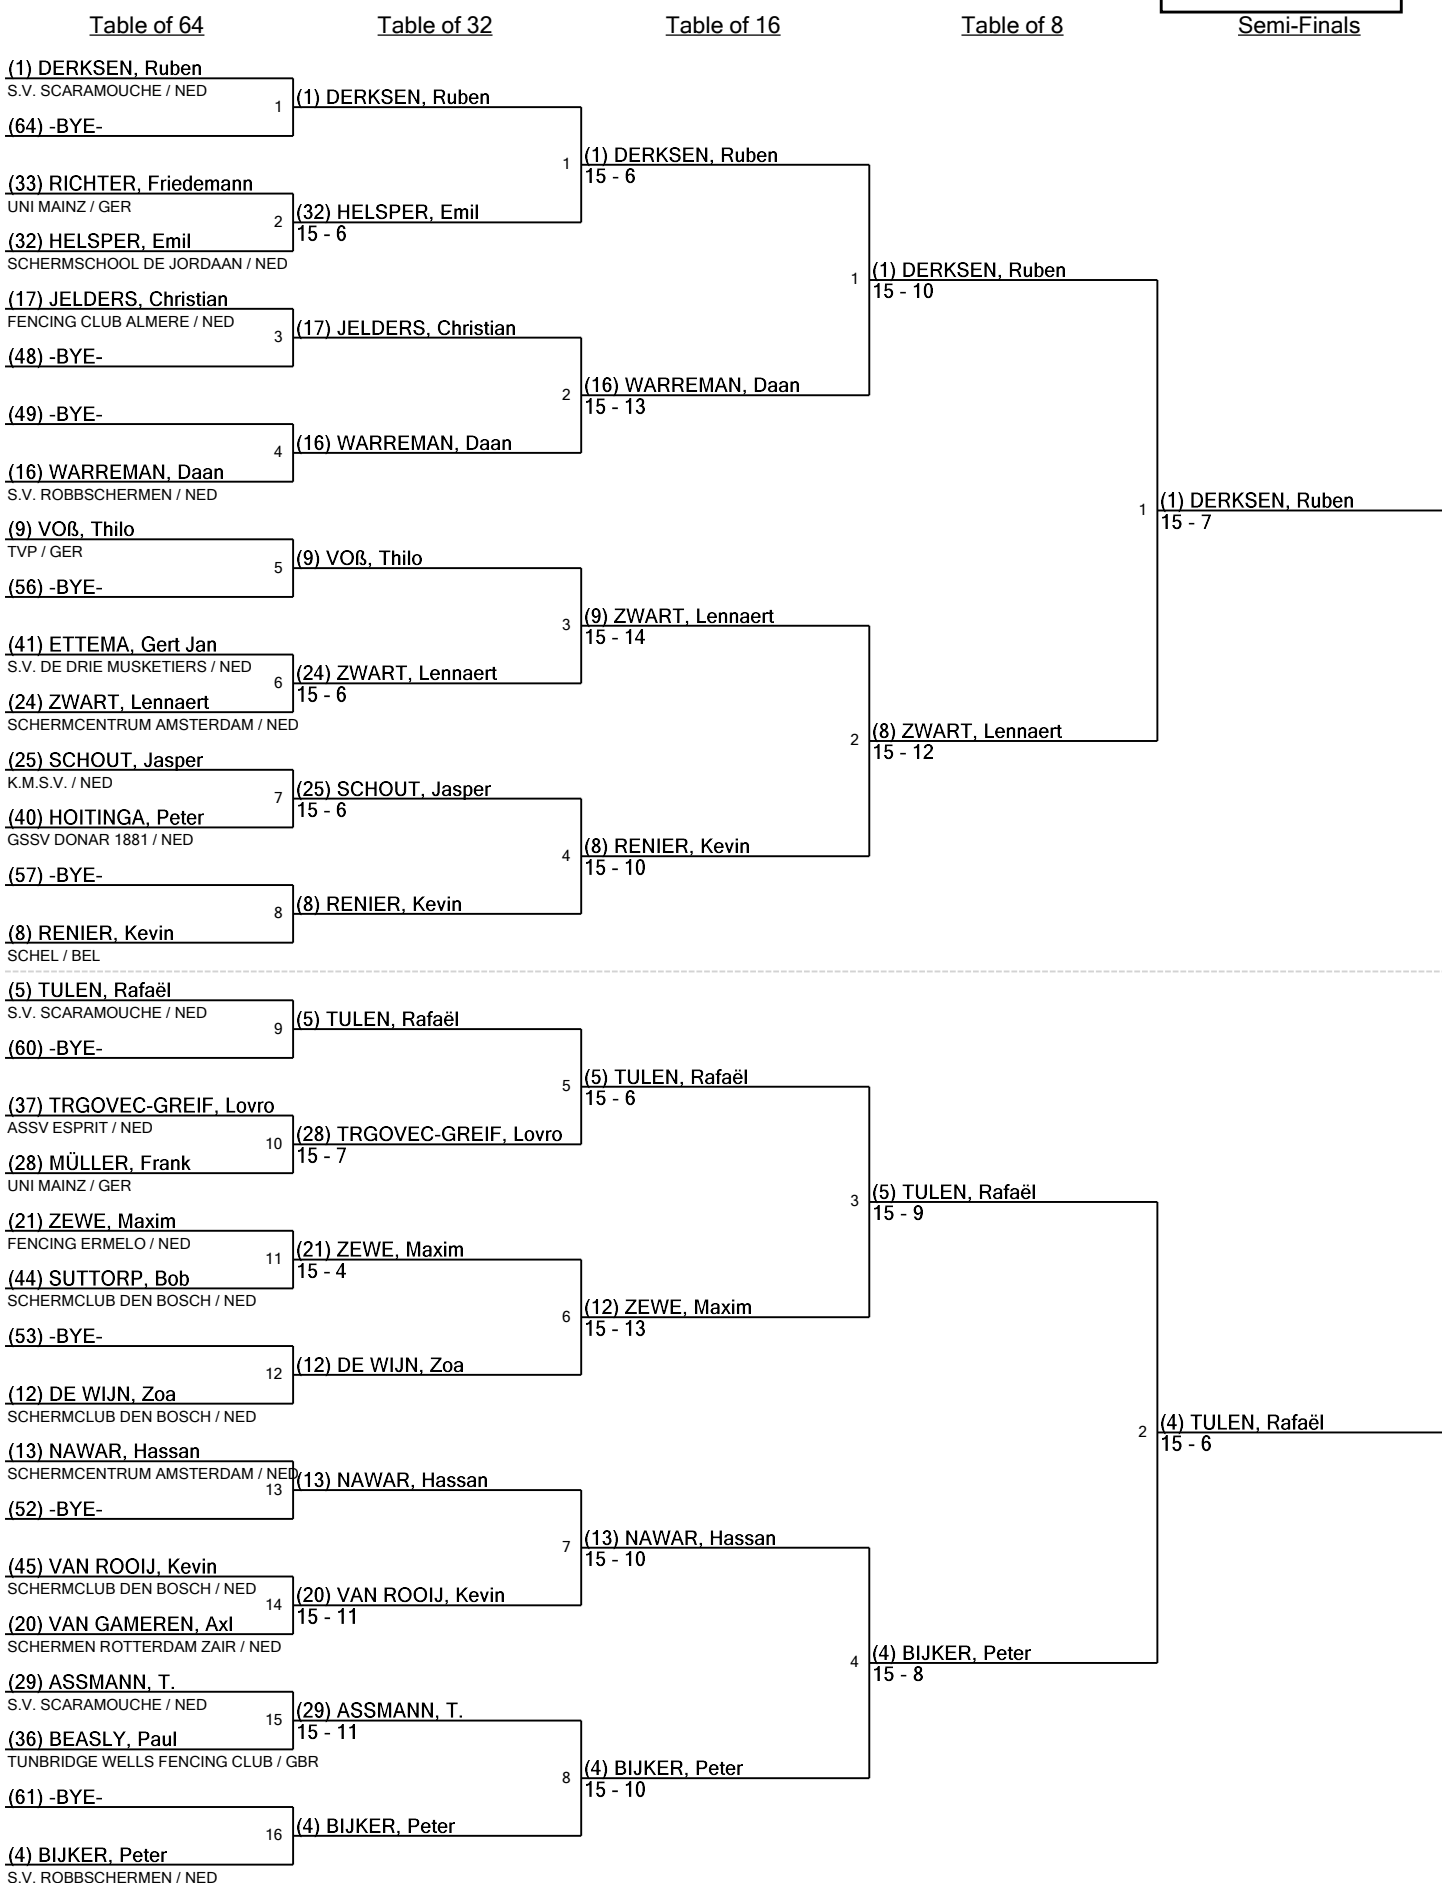 Table of 64
Table of 32
Table of 16
Table of 8
Semi-Finals
(1) DERKSEN, Ruben
S.V. SCARAMOUCHE / NED
1
(64) -BYE-
(33) RICHTER, Friedemann
UNI MAINZ / GER
2
(32) HELSPER, Emil
SCHERMSCHOOL DE JORDAAN / NED
(17) JELDERS, Christian
FENCING CLUB ALMERE / NED
3
(48) -BYE-
(49) -BYE-
4
(16) WARREMAN, Daan
S.V. ROBBSCHERMEN / NED
(9) VOß, Thilo
TVP / GER
5
(56) -BYE-
(41) ETTEMA, Gert Jan
S.V. DE DRIE MUSKETIERS / NED
6
(24) ZWART, Lennaert
SCHERMCENTRUM AMSTERDAM / NED
(25) SCHOUT, Jasper
K.M.S.V. / NED
7
(40) HOITINGA, Peter
GSSV DONAR 1881 / NED
(57) -BYE-
8
(8) RENIER, Kevin
SCHEL / BEL
(5) TULEN, Rafaël
S.V. SCARAMOUCHE / NED
9
(60) -BYE-
(37) TRGOVEC-GREIF, Lovro
ASSV ESPRIT / NED
10
(28) MÜLLER, Frank
UNI MAINZ / GER
(21) ZEWE, Maxim
FENCING ERMELO / NED
11
(44) SUTTORP, Bob
SCHERMCLUB DEN BOSCH / NED
(53) -BYE-
12
(12) DE WIJN, Zoa
SCHERMCLUB DEN BOSCH / NED
(13) NAWAR, Hassan
SCHERMCENTRUM AMSTERDAM / NED
13
(52) -BYE-
(45) VAN ROOIJ, Kevin
SCHERMCLUB DEN BOSCH / NED
14
(20) VAN GAMEREN, Axl
SCHERMEN ROTTERDAM ZAIR / NED
(29) ASSMANN, T.
S.V. SCARAMOUCHE / NED
15
(36) BEASLY, Paul
TUNBRIDGE WELLS FENCING CLUB / GBR
(61) -BYE-
16
(4) BIJKER, Peter
S.V. ROBBSCHERMEN / NED
(1) DERKSEN, Ruben
1
(32) HELSPER, Emil
15 - 6
(17) JELDERS, Christian
2
(16) WARREMAN, Daan
(9) VOß, Thilo
3
(24) ZWART, Lennaert
15 - 6
(25) SCHOUT, Jasper
15 - 6
4
(8) RENIER, Kevin
(5) TULEN, Rafaël
5
(28) TRGOVEC-GREIF, Lovro
15 - 7
(21) ZEWE, Maxim
15 - 4
6
(12) DE WIJN, Zoa
(13) NAWAR, Hassan
7
(20) VAN ROOIJ, Kevin
15 - 11
(29) ASSMANN, T.
15 - 11
8
(4) BIJKER, Peter
(1) DERKSEN, Ruben
15 - 6
1
(16) WARREMAN, Daan
15 - 13
(9) ZWART, Lennaert
15 - 14
2
(8) RENIER, Kevin
15 - 10
(5) TULEN, Rafaël
15 - 6
3
(12) ZEWE, Maxim
15 - 13
(13) NAWAR, Hassan
15 - 10
4
(4) BIJKER, Peter
15 - 10
(1) DERKSEN, Ruben
15 - 10
1
(8) ZWART, Lennaert
15 - 12
(5) TULEN, Rafaël
15 - 9
2
(4) BIJKER, Peter
15 - 8
(1) DERKSEN, Ruben
15 - 7
(4) TULEN, Rafaël
15 - 6